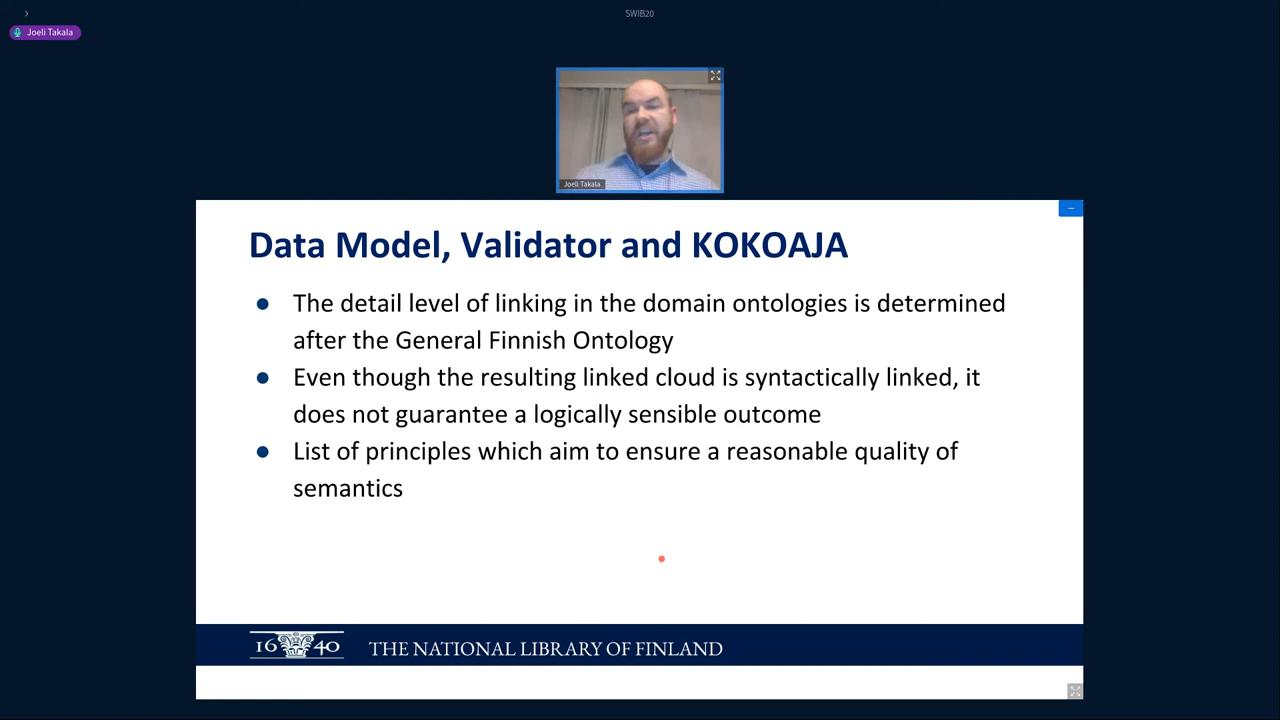 SWIB20
Joeli Takala
Joeli Takala
Data Model, Validator and KOKOAJA
The detail level of linking in the domain ontologies is determined
after the General Finnish Ontology
Even though the resulting linked cloud is syntactically linked, it
does not guarantee a logically sensible outcome
List of principles which aim to ensure a reasonable quality of
semantics
1640 THE NATIONAL LIBRARY OF FINLAND